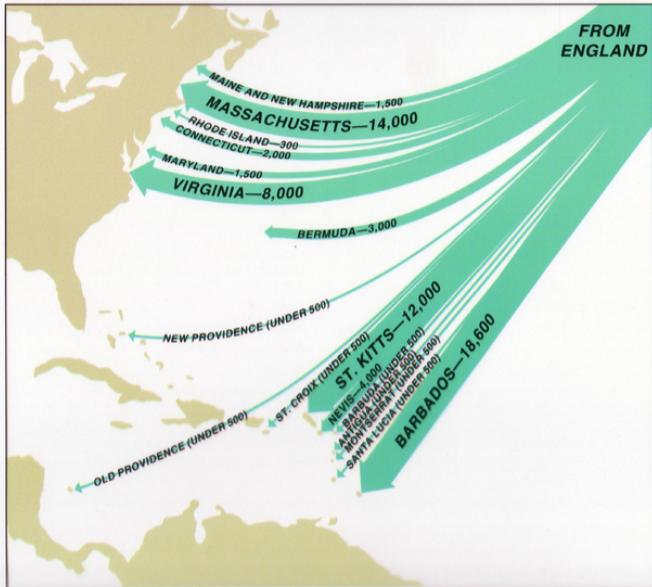 FROM
ENGLAND
MAINE AND NEW HAMPSHIRE—1,500
MASSACHUSETTS—14,000
RHODE ISLAND—300
CONNECTICUT—2,000
MARYLAND—1,500
VIRGINIA—8,000
BERMUDA—3,000
NEW PROVIDENCE (UNDER 500)
OLD PROVIDENCE (UNDER 500)
ST. CROIX (UNDER 500)
ST. KITTS—12,000
NEVIS—4,000
BARBUDA (UNDER 500)
ANTIGUA (UNDER 500)
MONTSERRAT (UNDER 500)
SANTA LUCIA (UNDER 500)
BARBADOS—18,600